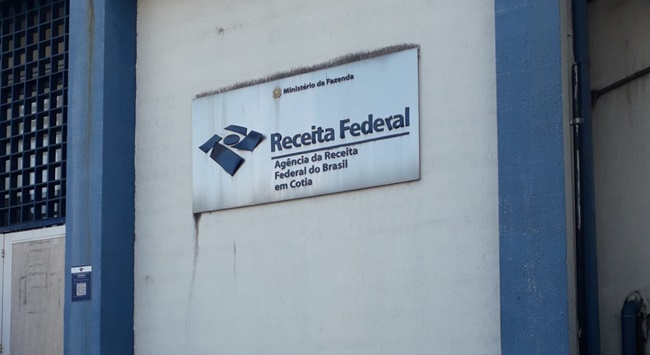 Ministério da Fazenda
Receita Federal
Agência da Receita
Federal do Brasil
em Cotia